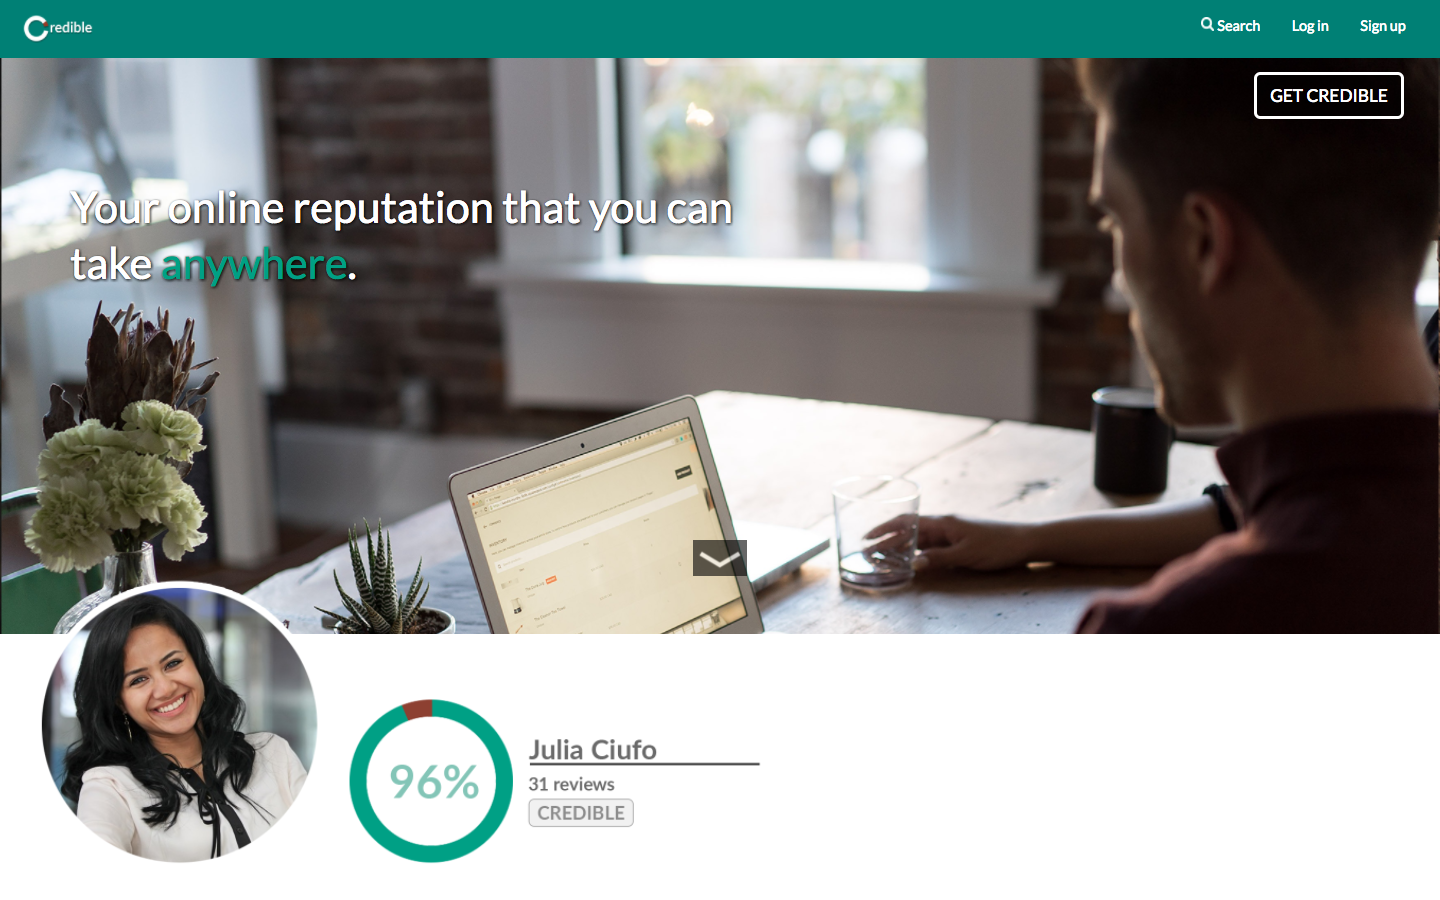 Credible
Search
Log in
Sign up
GET CREDIBLE
Your online reputation that you can
take anywhere.
96%
Julia Ciufo
31 reviews
CREDIBLE